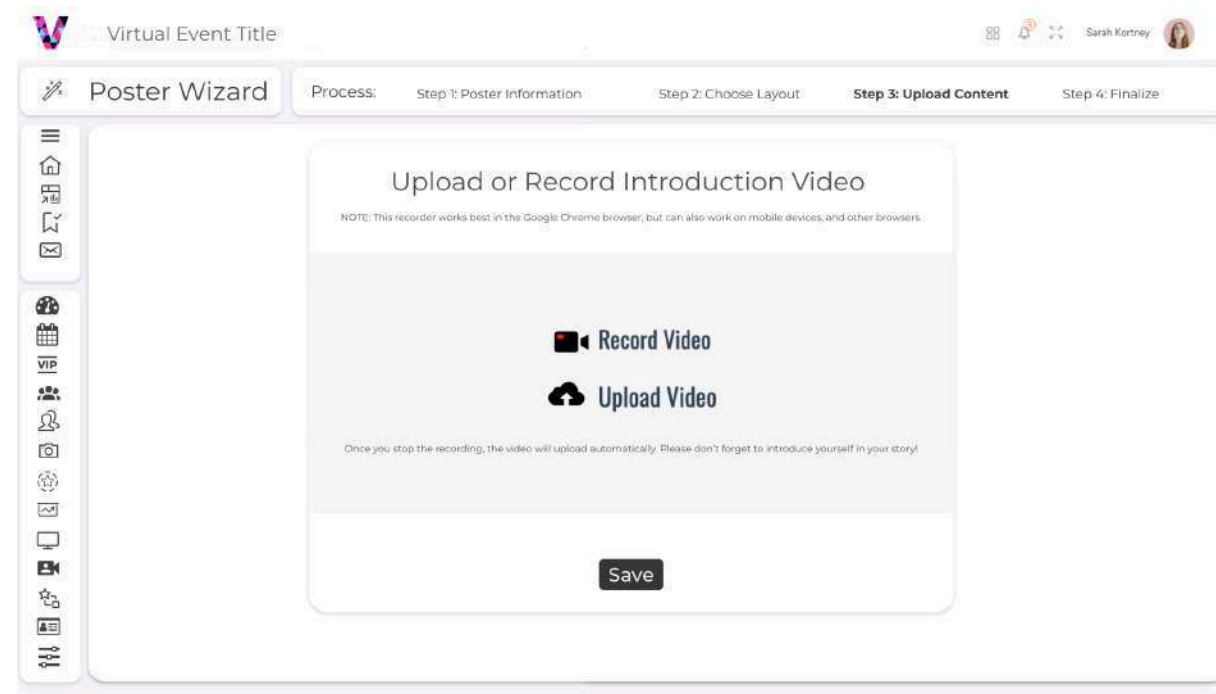 Virtual Event Title
3
Sarah Kortney
Poster Wizard
Process:
Step 1: Poster Information
Step 2: Choose Layout
Step 3: Upload Content
Step 4: Finalize
Upload or Record Introduction Video
NOTE: This recorder works best in the Google Chrome browser, but can also work on mobile devices, and other browsers.
VIP
Record Video
Upload Video
Once you stop the recording, the video will upload automatically. Please don't forget to introduce yourself in your story!
Save